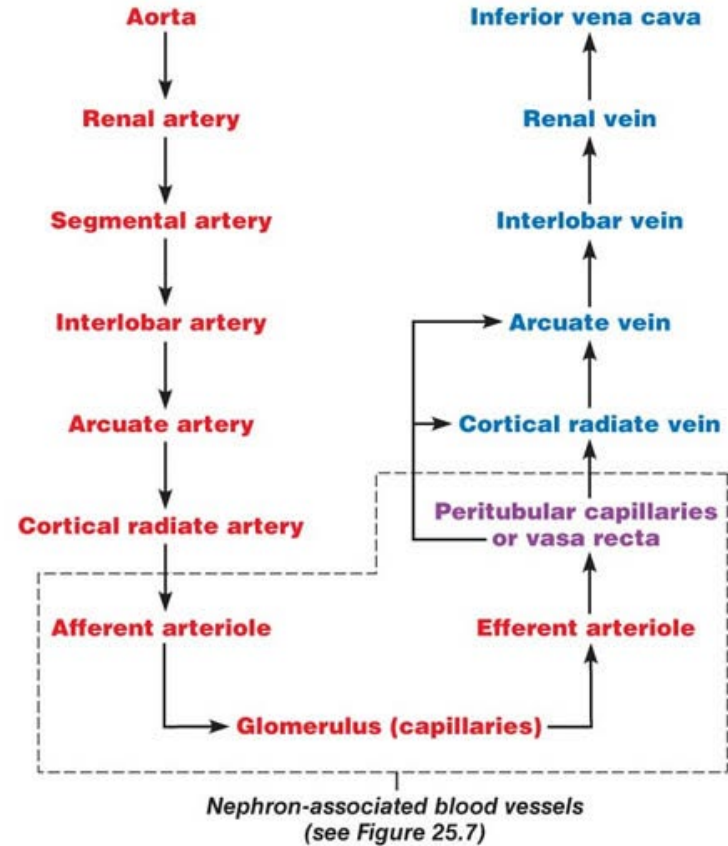 Aorta
Renal artery
Segmental artery
Interlobar artery
Arcuate artery
Cortical radiate artery
Afferent arteriole
Glomerulus (capillaries)
Efferent arteriole
Peritubular capillaries
or vasa recta
Cortical radiate vein
Arcuate vein
Interlobar vein
Renal vein
Inferior vena cava
Nephron-associated blood vessels
(see Figure 25.7)